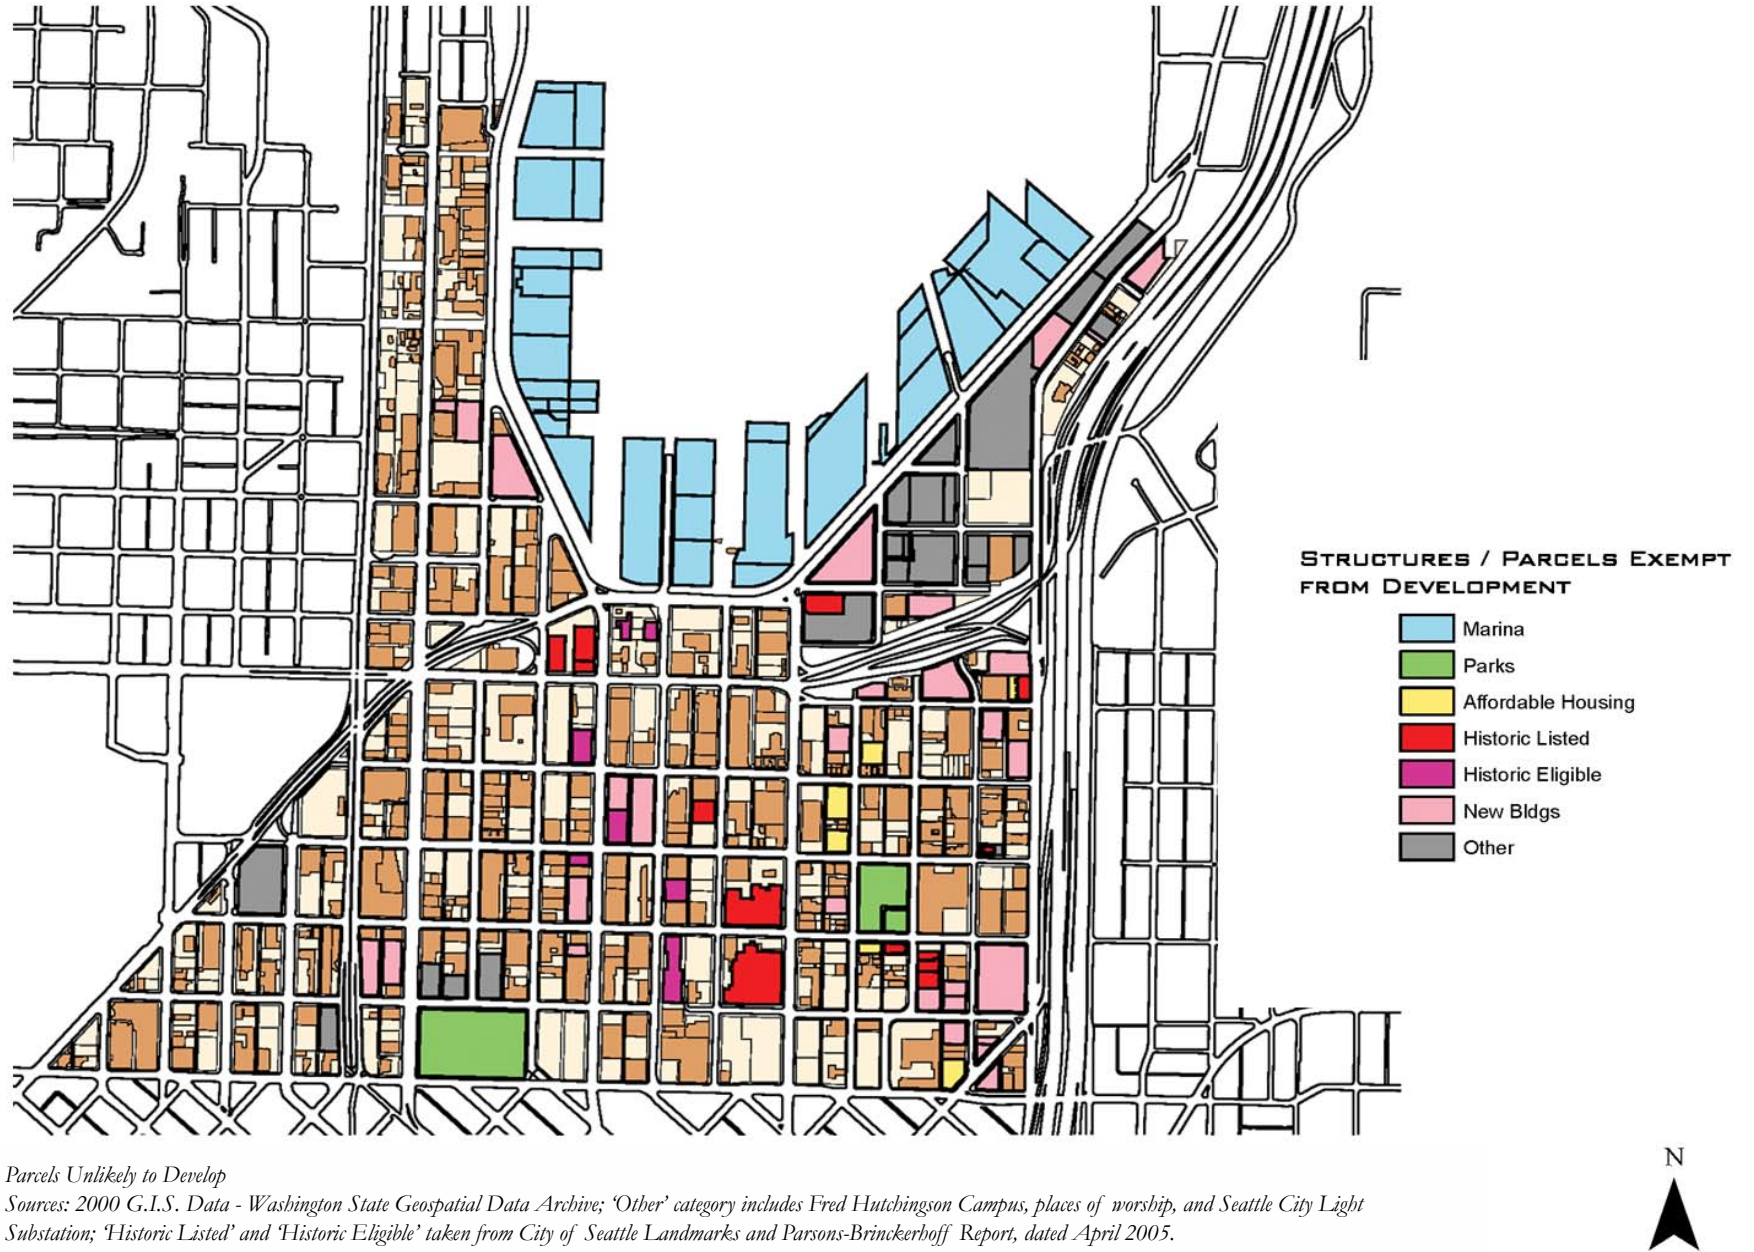 STRUCTURES / PARCELS EXEMPT
FROM DEVELOPMENT
Marina
Parks
Affordable Housing
Historic Listed
Historic Eligible
New Bldgs
Other
N
Parcels Unlikely to Develop
Sources: 2000 G.I.S. Data - Washington State Geospatial Data Archive; ‘Other’ category includes Fred Hutchingson Campus, places of worship, and Seattle City Light
Substation; ‘Historic Listed’ and ‘Historic Eligible’ taken from City of Seattle Landmarks and Parsons-Brinckerhoff Report, dated April 2005.